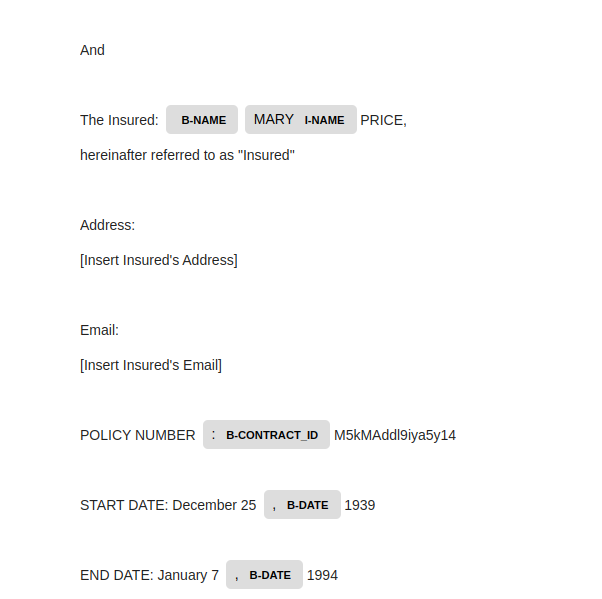 And
The Insured: B-NAME MARY I-NAME PRICE,
hereinafter referred to as "Insured"
Address:
[Insert Insured's Address]
Email:
[Insert Insured's Email]
POLICY NUMBER : B-CONTRACT_ID M5kMAddl9iya5y14
START DATE: December 25 , B-DATE 1939
END DATE: January 7 , B-DATE 1994